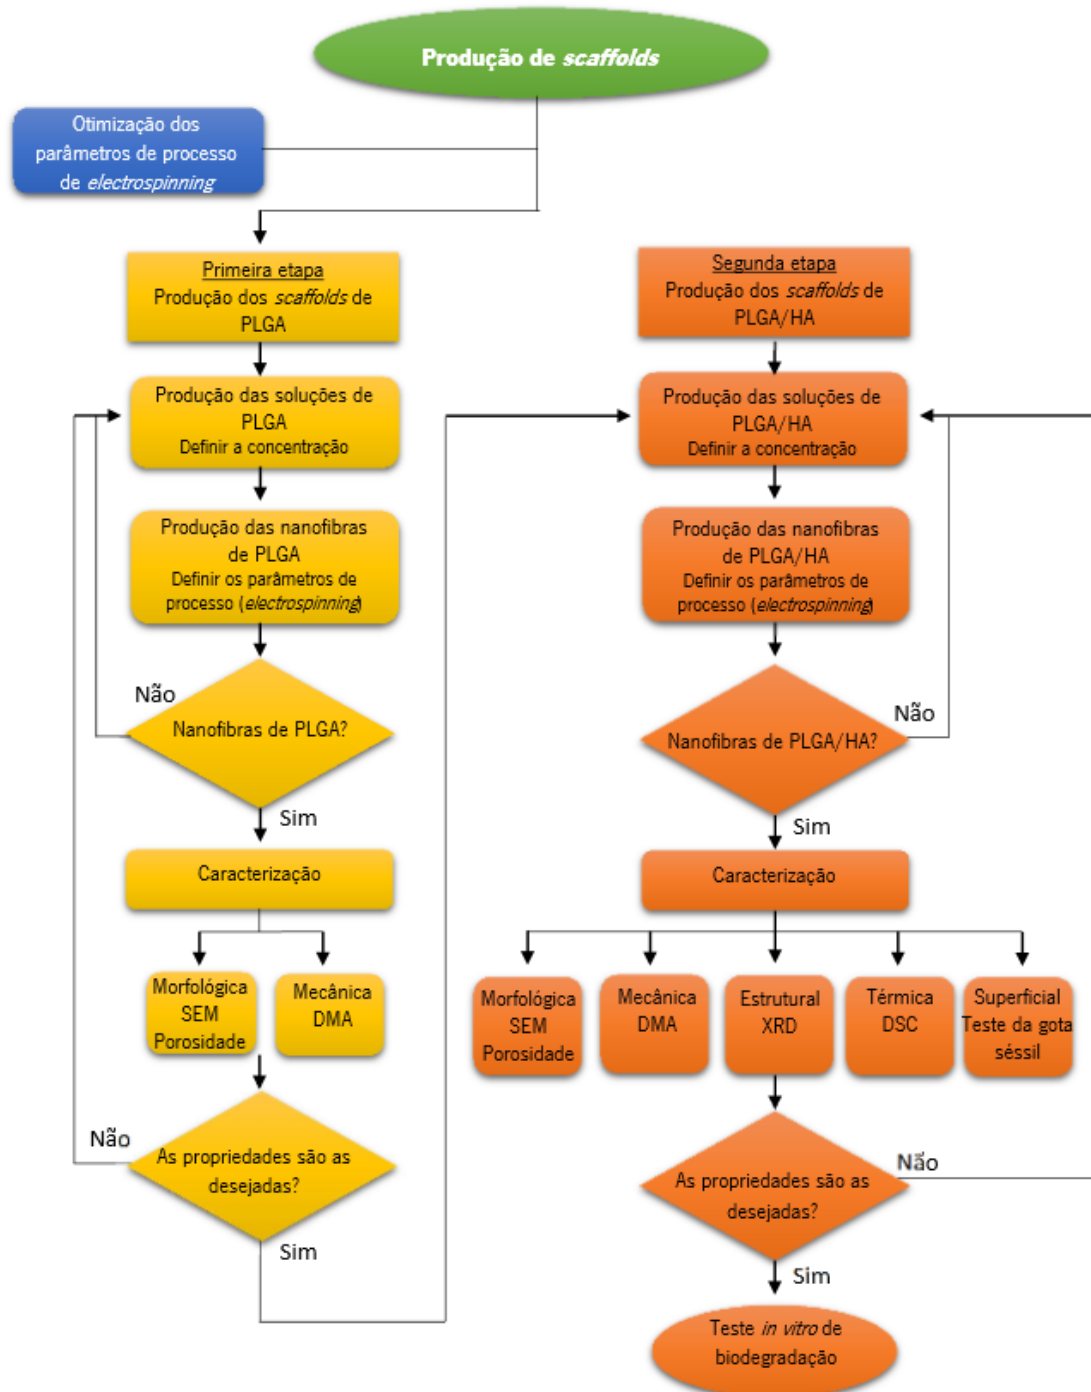 Produção de scaffolds
Otimização dos
parâmetros de processo
de electrospinning
Primeira etapa
Produção dos scaffolds de
PLGA
Produção das soluções de
PLGA
Definir a concentração
Produção das nanofibras
de PLGA
Definir os parâmetros de
processo (electrospinning)
Não
Nanofibras de PLGA?
Sim
Caracterização
Morfológica
SEM
Porosidade
Mecânica
DMA
Não
As propriedades são as
desejadas?
Sim
Segunda etapa
Produção dos scaffolds de
PLGA/HA
Produção das soluções de
PLGA/HA
Definir a concentração
Produção das nanofibras
de PLGA/HA
Definir os parâmetros de
processo (electrospinning)
Não
Nanofibras de PLGA/HA?
Sim
Caracterização
Morfológica
SEM
Porosidade
Mecânica
DMA
Estrutural
XRD
Térmica
DSC
Superficial
Teste da gota
séssil
Não
As propriedades são as
desejadas?
Sim
Teste in vitro de
biodegradação